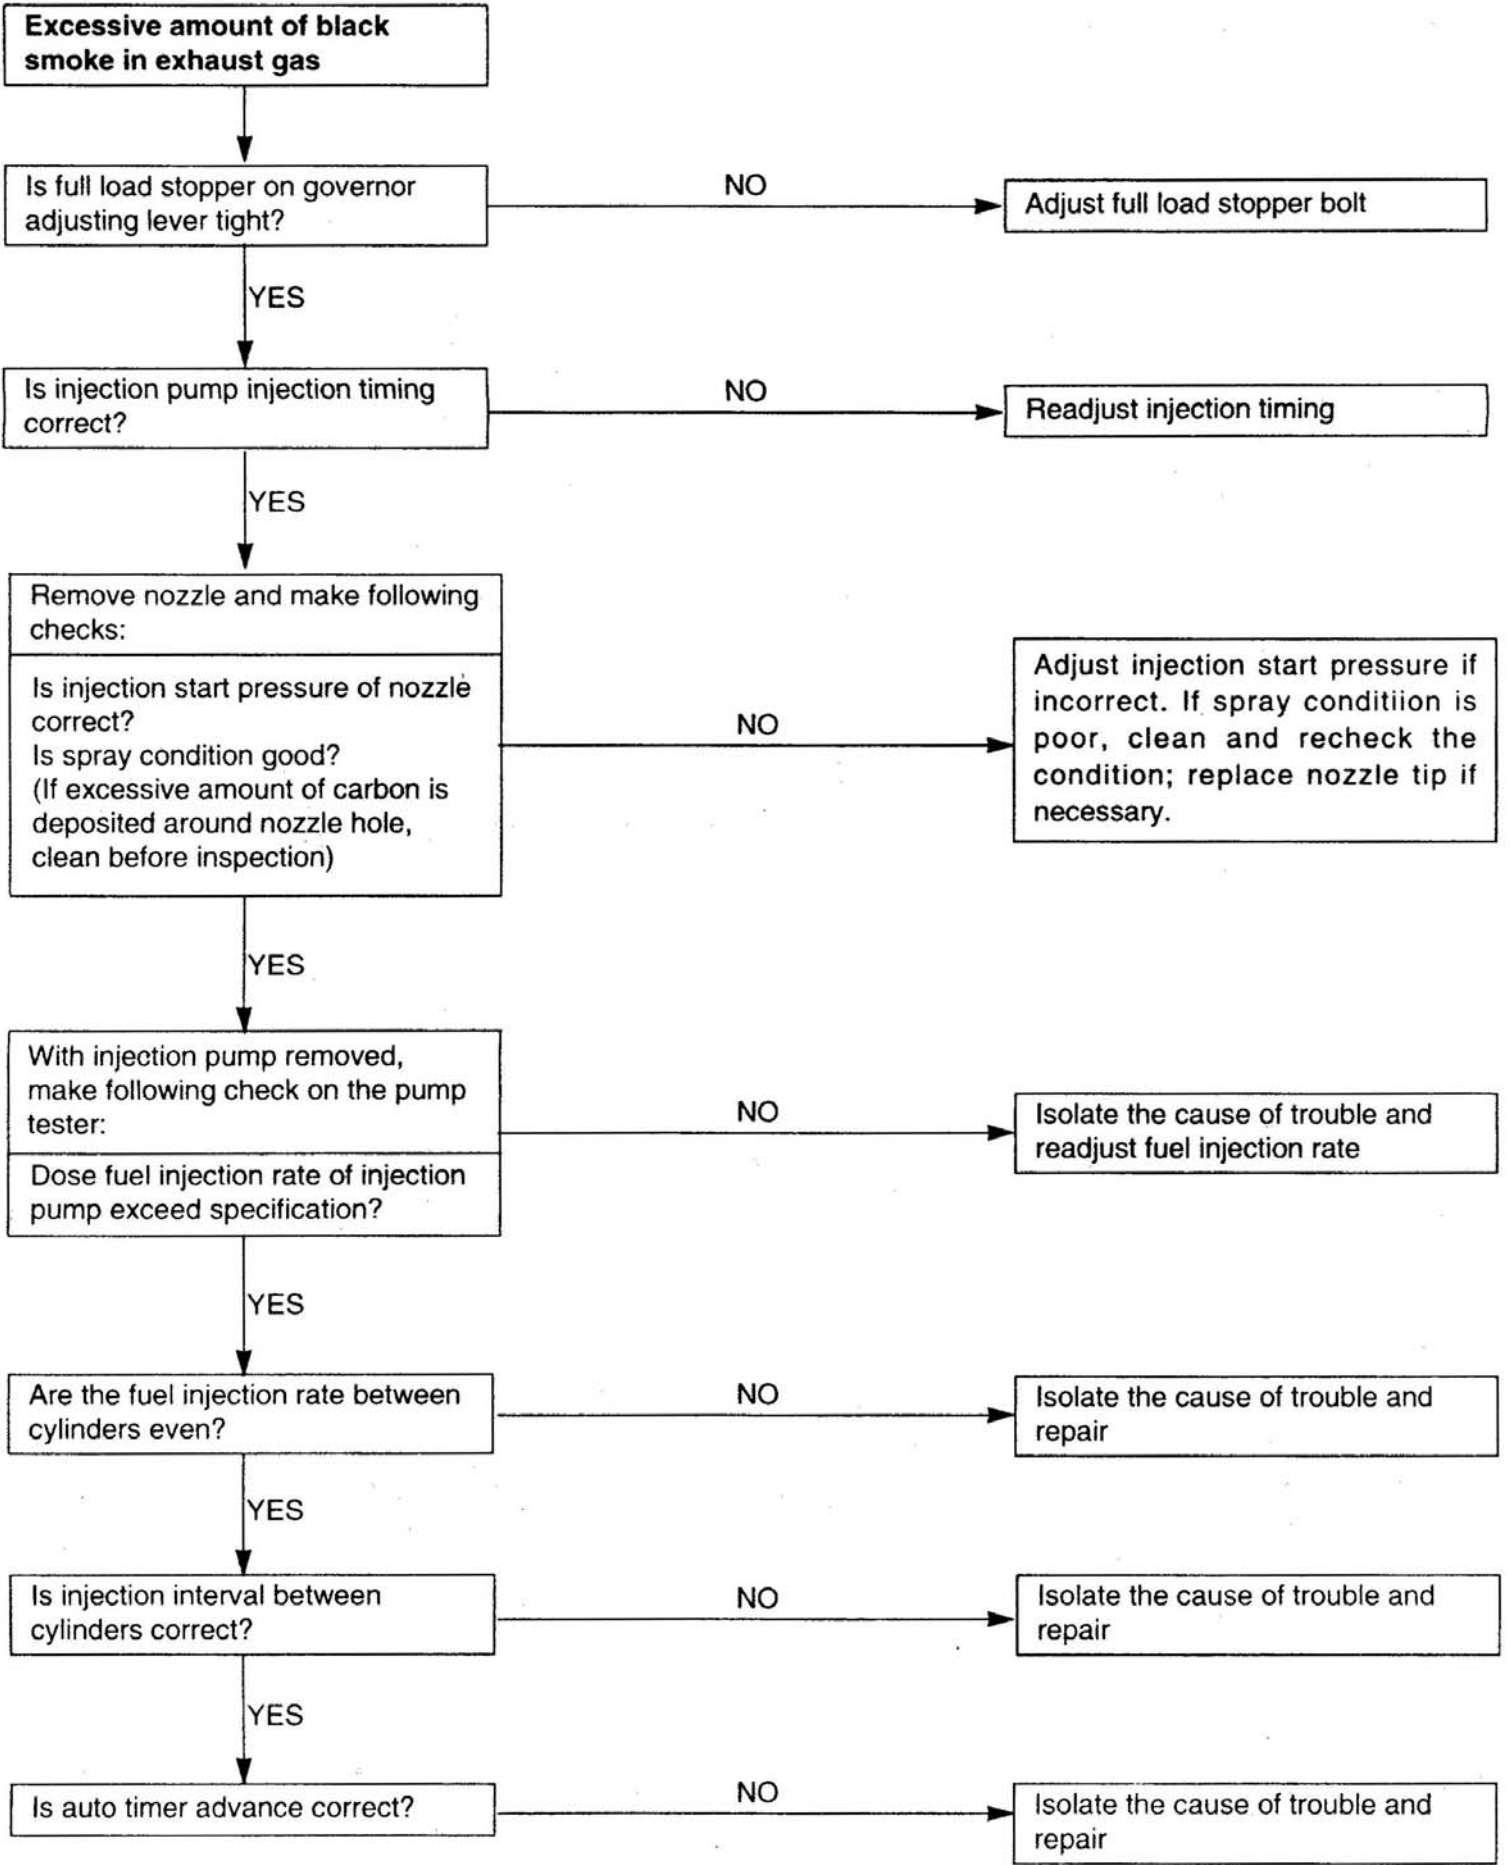 Excessive amount of black
smoke in exhaust gas
Is full load stopper on governor
adjusting lever tight?
NO
Adjust full load stopper bolt
YES
Is injection pump injection timing
correct?
NO
Readjust injection timing
YES
Remove nozzle and make following
checks:
Is injection start pressure of nozzle
correct?
Is spray condition good?
(If excessive amount of carbon is
deposited around nozzle hole,
clean before inspection)
NO
Adjust injection start pressure if
incorrect. If spray conditiion is
poor, clean and recheck the
condition; replace nozzle tip if
necessary.
YES
With injection pump removed,
make following check on the pump
tester:
Dose fuel injection rate of injection
pump exceed specification?
NO
Isolate the cause of trouble and
readjust fuel injection rate
YES
Are the fuel injection rate between
cylinders even?
NO
Isolate the cause of trouble and
repair
YES
Is injection interval between
cylinders correct?
NO
Isolate the cause of trouble and
repair
YES
Is auto timer advance correct?
NO
Isolate the cause of trouble and
repair